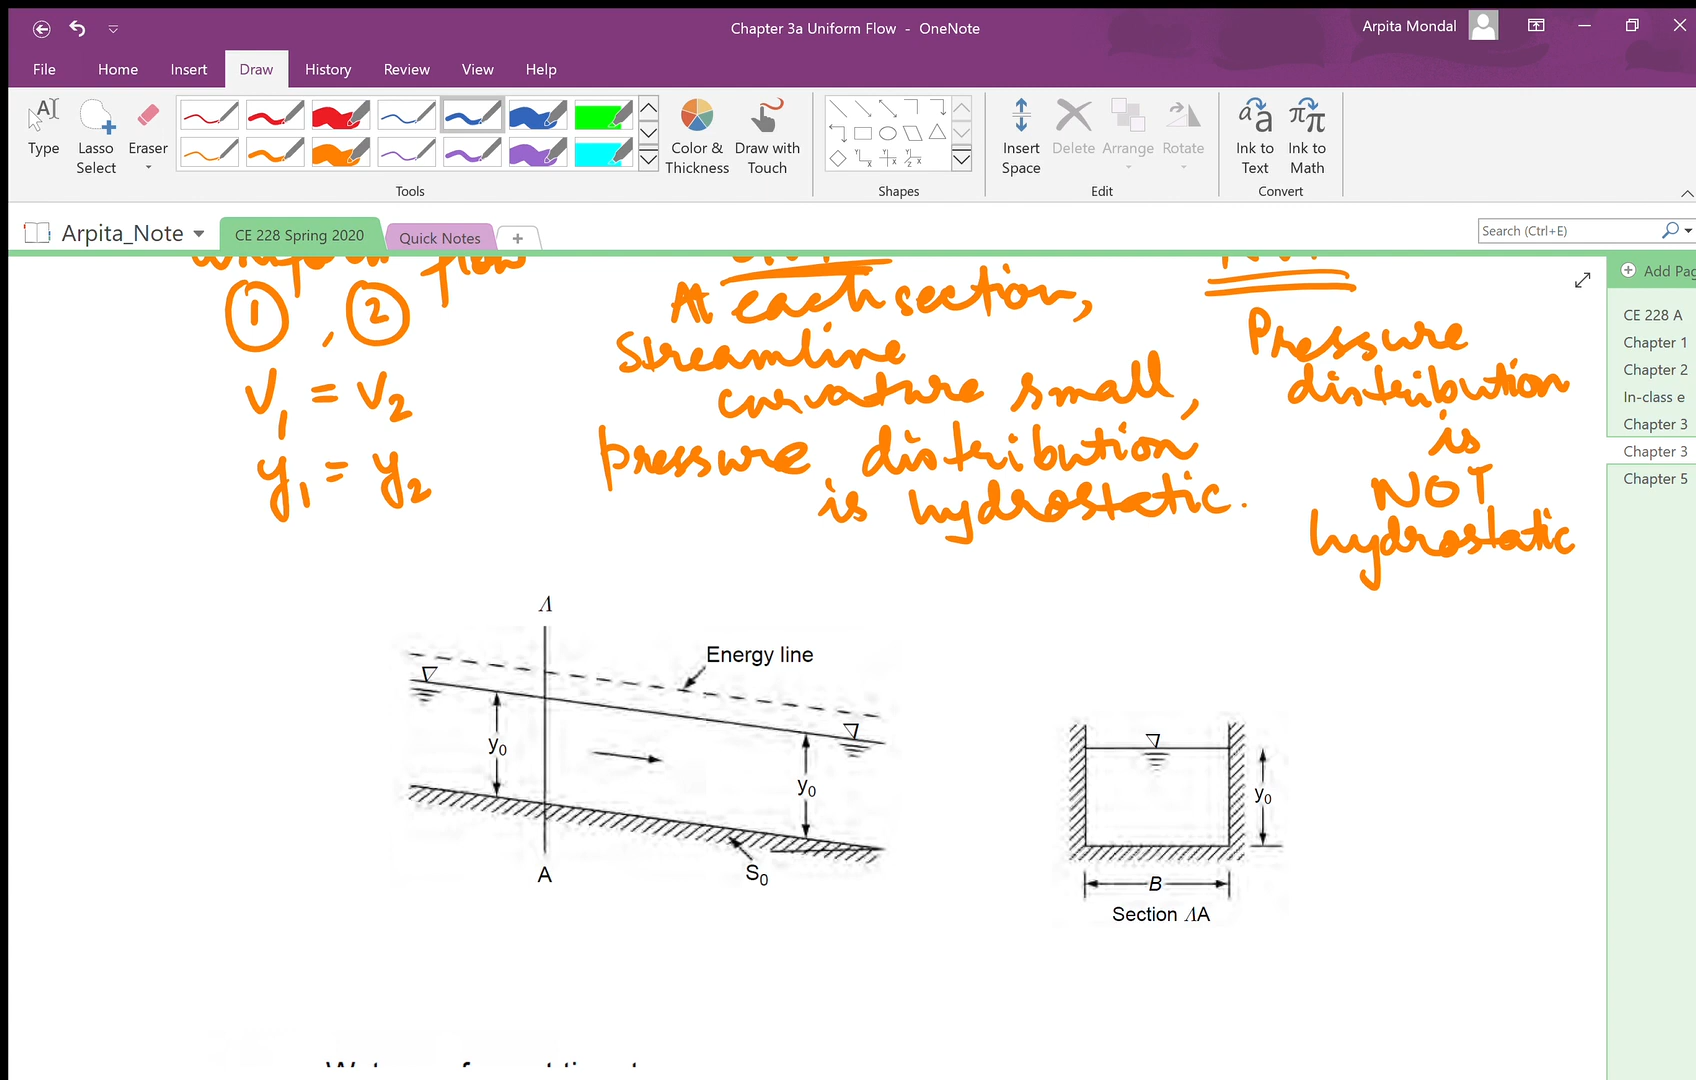 Chapter 3a Uniform Flow - OneNote
Arpita Mondal
File Home Insert Draw History Review View Help
Type
Lasso Select
Eraser
Color & Thickness
Draw with Touch
Insert Space
Delete
Arrange
Rotate
Ink to Text
Ink to Math
Tools
Shapes
Edit
Convert
Arpita_Note
CE 228 Spring 2020
Quick Notes
Search (Ctrl+E)
Add Pag
CE 228 A
Chapter 1
Chapter 2
In-class e
Chapter 3
Chapter 3
Chapter 5
flow
①, ②
V₁ = V₂
y₁ = y₂
At each section,
Streamline
curvature small,
pressure distribution
is hydrostatic.
Pressure
distribution
is
NOT
hydrostatic
A
Energy line
y₀
y₀
A
S₀
y₀
B
Section AA